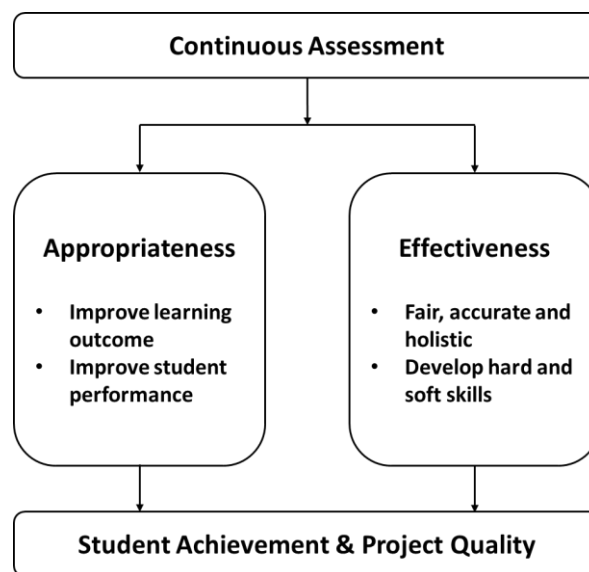 Continuous Assessment
Appropriateness
• Improve learning
outcome
• Improve student
performance
Effectiveness
• Fair, accurate and
holistic
• Develop hard and
soft skills
Student Achievement & Project Quality